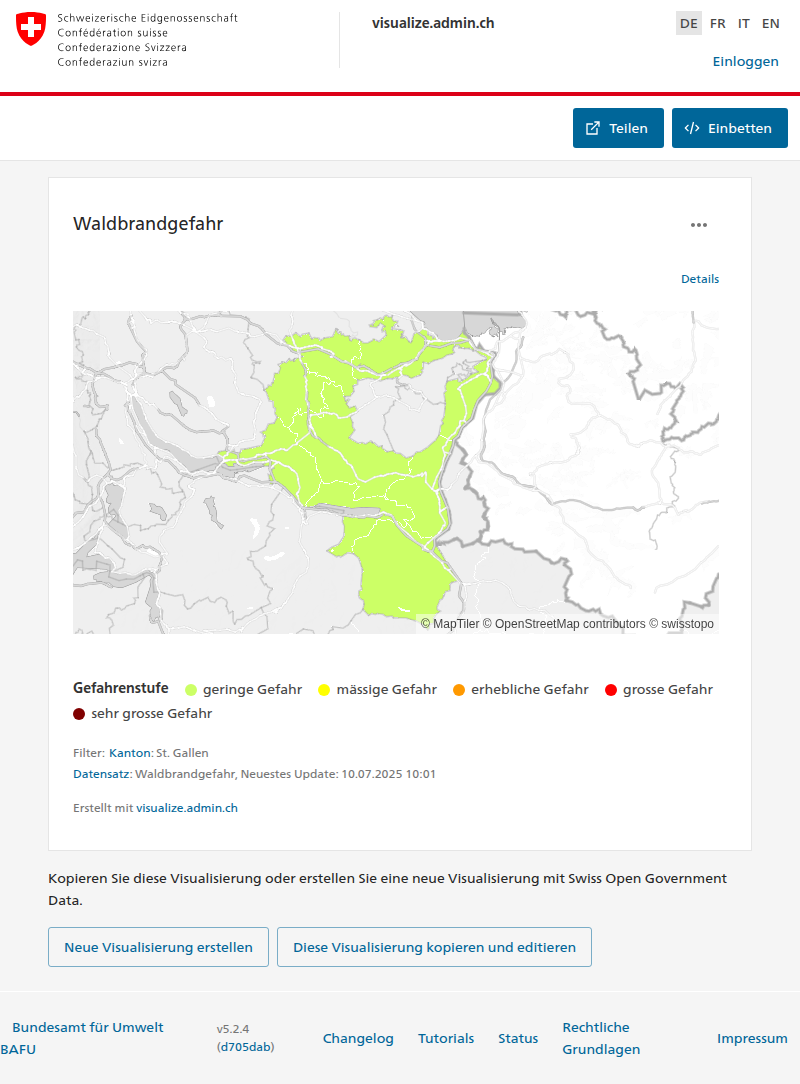 Schweizerische Eidgenossenschaft
Confédération suisse
Confederazione Svizzera
Confederaziun svizra
visualize.admin.ch
DE FR IT EN
Einloggen
Teilen
Einbetten
Waldbrandgefahr
Details
© MapTiler © OpenStreetMap contributors © swisstopo
Gefahrenstufe geringe Gefahr mässige Gefahr erhebliche Gefahr grosse Gefahr
sehr grosse Gefahr
Filter: Kanton: St. Gallen
Datensatz: Waldbrandgefahr, Neuestes Update: 10.07.2025 10:01
Erstellt mit visualize.admin.ch
Kopieren Sie diese Visualisierung oder erstellen Sie eine neue Visualisierung mit Swiss Open Government
Data.
Neue Visualisierung erstellen
Diese Visualisierung kopieren und editieren
Bundesamt für Umwelt
BAFU
v5.2.4
(d705dab)
Changelog
Tutorials
Status
Rechtliche
Grundlagen
Impressum